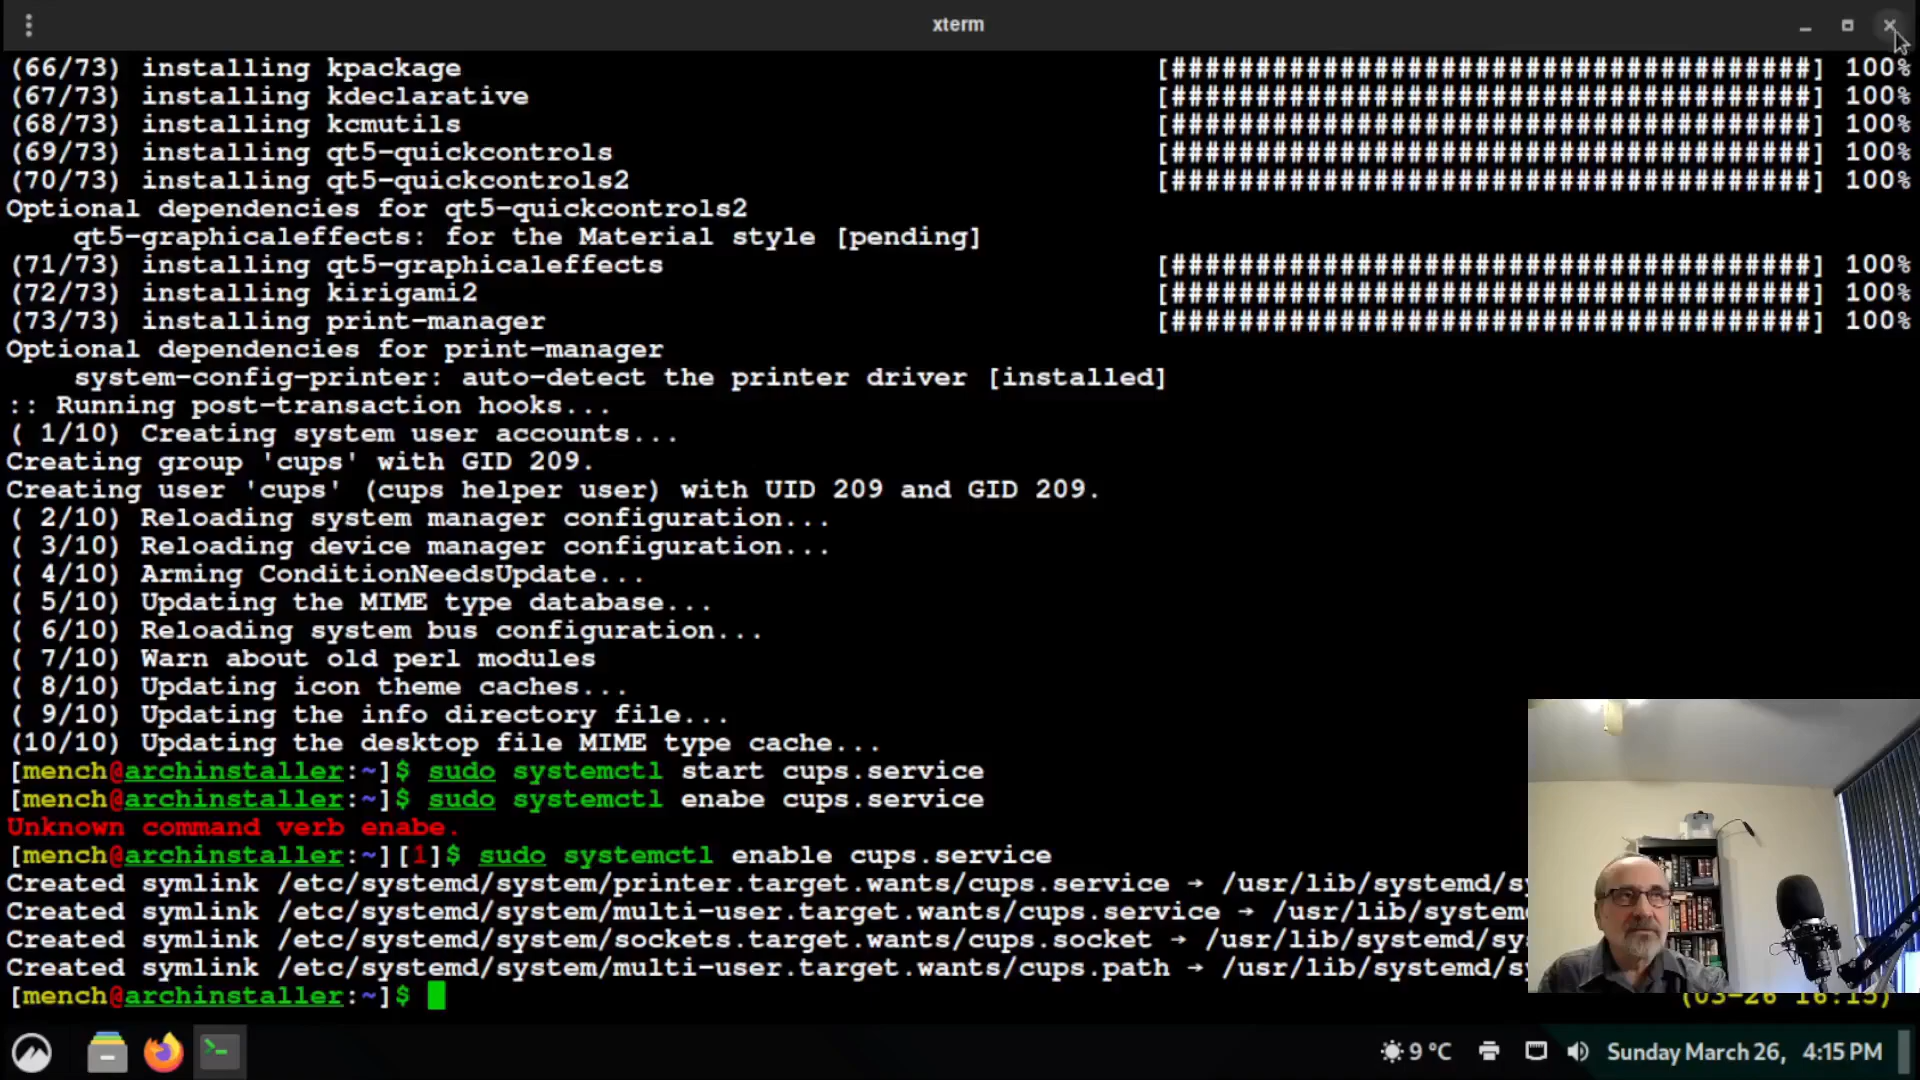 xterm
(66/73) installing kpackage [######################################] 100%
(67/73) installing kdeclarative [######################################] 100%
(68/73) installing kcmutils [######################################] 100%
(69/73) installing qt5-quickcontrols [######################################] 100%
(70/73) installing qt5-quickcontrols2 [######################################] 100%
Optional dependencies for qt5-quickcontrols2
qt5-graphicaleffects: for the Material style [pending]
(71/73) installing qt5-graphicaleffects [######################################] 100%
(72/73) installing kirigami2 [######################################] 100%
(73/73) installing print-manager [######################################] 100%
Optional dependencies for print-manager
system-config-printer: auto-detect the printer driver [installed]
:: Running post-transaction hooks...
( 1/10) Creating system user accounts...
Creating group 'cups' with GID 209.
Creating user 'cups' (cups helper user) with UID 209 and GID 209.
( 2/10) Reloading system manager configuration...
( 3/10) Reloading device manager configuration...
( 4/10) Arming ConditionNeedsUpdate...
( 5/10) Updating the MIME type database...
( 6/10) Reloading system bus configuration...
( 7/10) Warn about old perl modules
( 8/10) Updating icon theme caches...
( 9/10) Updating the info directory file...
(10/10) Updating the desktop file MIME type cache...
[mench@archinstaller:~]$ sudo systemctl start cups.service
[mench@archinstaller:~]$ sudo systemctl enabe cups.service
Unknown command verb enabe.
[mench@archinstaller:~][1]$ sudo systemctl enable cups.service
Created symlink /etc/systemd/system/printer.target.wants/cups.service → /usr/lib/systemd/sy
Created symlink /etc/systemd/system/multi-user.target.wants/cups.service → /usr/lib/system
Created symlink /etc/systemd/system/sockets.target.wants/cups.socket → /usr/lib/systemd/sy
Created symlink /etc/systemd/system/multi-user.target.wants/cups.path → /usr/lib/systemd/s
[mench@archinstaller:~]$ (03-26 16:15)
9 °C Sunday March 26, 4:15 PM